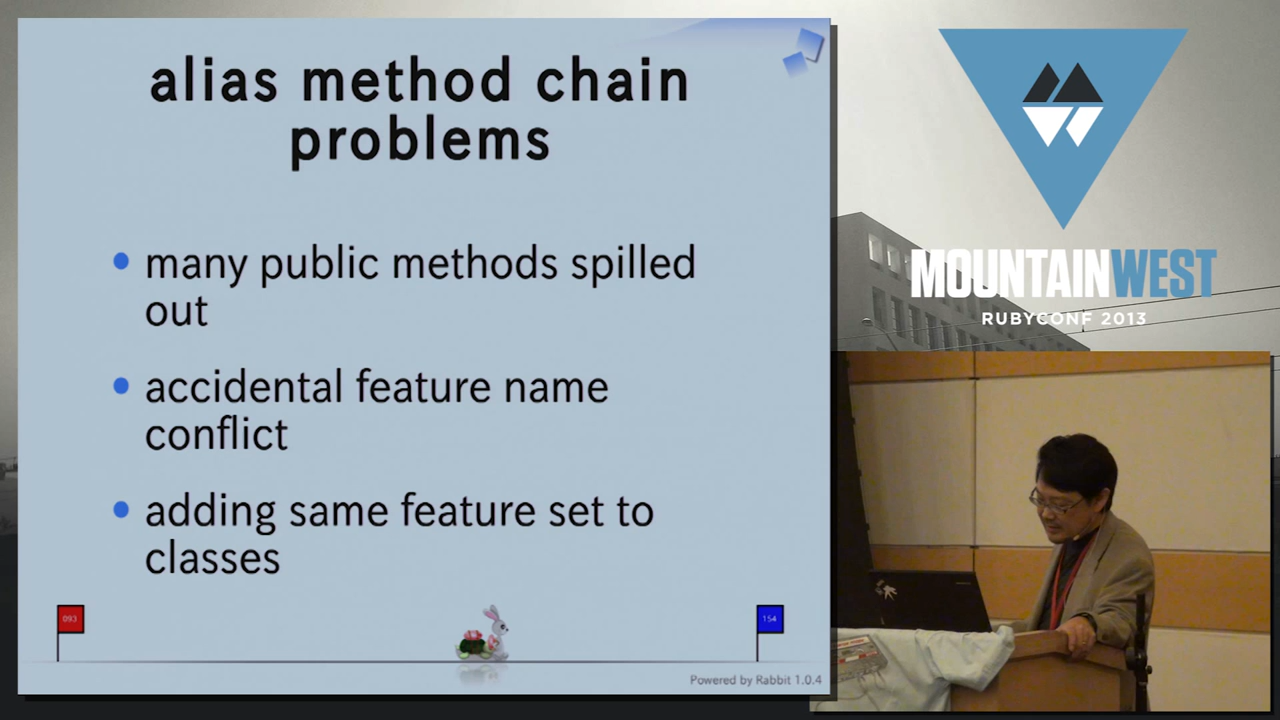 alias method chain
problems
many public methods spilled
out
accidental feature name
conflict
adding same feature set to
classes
093
154
Powered by Rabbit 1.0.4
MOUNTAINWEST
RUBYCONF 2013